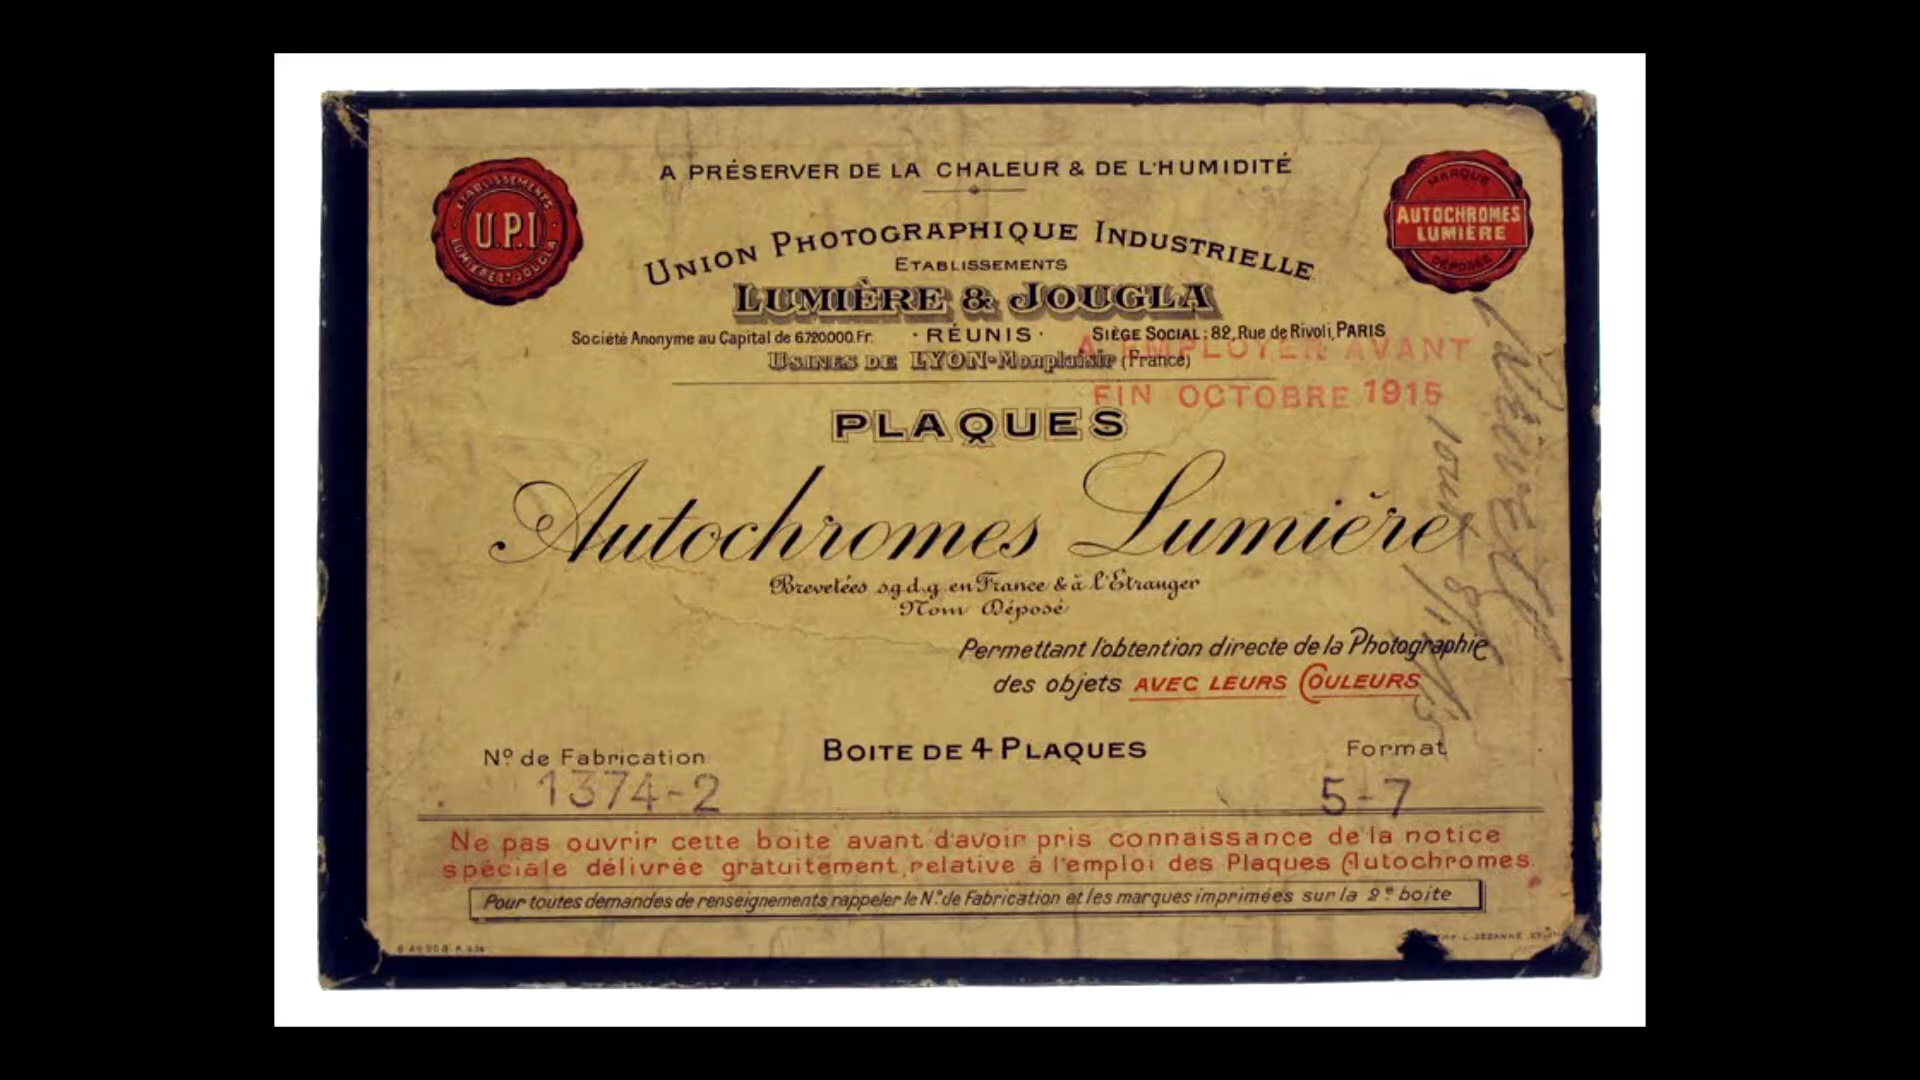 A PRÉSERVER DE LA CHALEUR & DE L'HUMIDITÉ
ETABLISSEMENTS
U.P.I
LUMIÈRE ET JOUGLA
MARQUE
AUTOCHROMES
LUMIÈRE
DÉPOSÉE
UNION PHOTOGRAPHIQUE INDUSTRIELLE
ETABLISSEMENTS
LUMIÈRE & JOUGLA
Société Anonyme au Capital de 6.720.000 Fr. · RÉUNIS · SIÈGE SOCIAL: 82, Rue de Rivoli, PARIS
USINES DE LYON-Monplaisir (France)
A EMPLOYER AVANT
FIN OCTOBRE 1915
PLAQUES
Autochromes Lumière
Brevetées s.g.d.g. en France & à l'Etranger
Nom Déposé
Permettant l'obtention directe de la Photographie
des objets AVEC LEURS COULEURS
Nº de Fabrication
1374-2
BOITE DE 4 PLAQUES
Format
5-7
Ne pas ouvrir cette boite avant d'avoir pris connaissance de la notice
spéciale délivrée gratuitement, relative à l'emploi des Plaques Autochromes.
Pour toutes demandes de renseignements rappeler le Nº de Fabrication et les marques imprimées sur la 2e boite